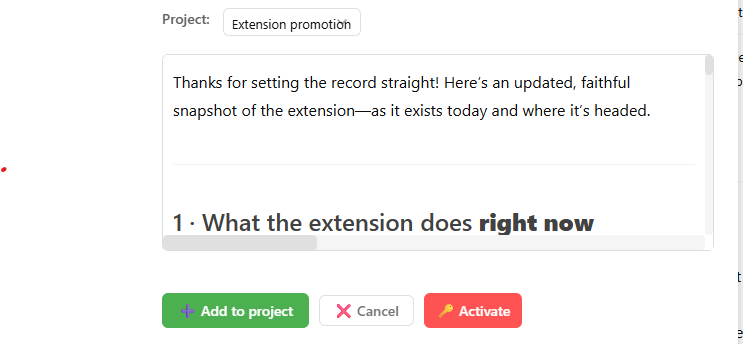 Project:
Extension promotion
Thanks for setting the record straight! Here’s an updated, faithful
snapshot of the extension—as it exists today and where it’s headed.
1 · What the extension does right now
Add to project
Cancel
Activate